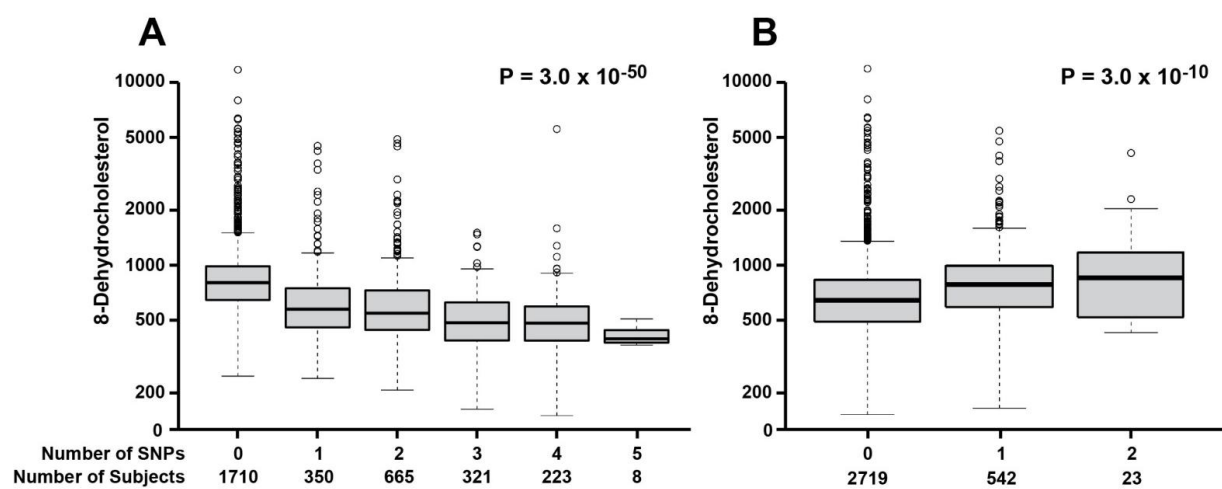 A
P = 3.0 x 10-50
8-Dehydrocholesterol
10000
5000
2000
1000
500
200
0
Number of SNPs 0 1 2 3 4 5
Number of Subjects 1710 350 665 321 223 8
B
P = 3.0 x 10-10
8-Dehydrocholesterol
10000
5000
2000
1000
500
200
0
0 1 2
2719 542 23